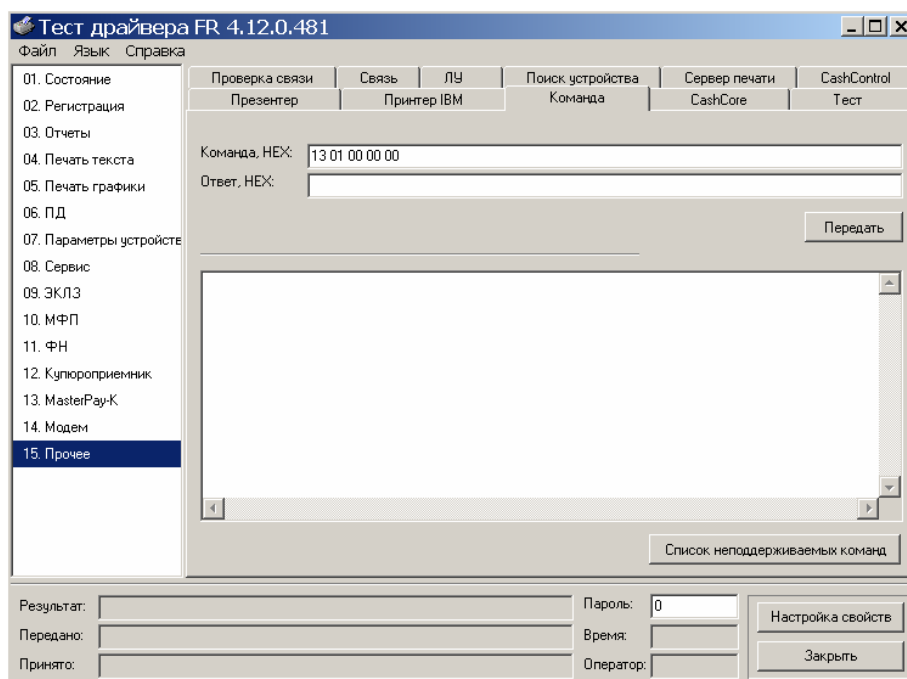 Тест драйвера FR 4.12.0.481
Файл Язык Справка
01. Состояние
02. Регистрация
03. Отчеты
04. Печать текста
05. Печать графики
06. ПД
07. Параметры устройств
08. Сервис
09. ЭКЛЗ
10. МФП
11. ФН
12. Купюроприемник
13. MasterPay-K
14. Модем
15. Прочее
Проверка связи Связь ЛУ Поиск устройства Сервер печати CashControl
Презентер Принтер IBM Команда CashCore Тест
Команда, HEX: 13 01 00 00 00
Ответ, HEX:
Передать
Список неподдерживаемых команд
Результат:
Передано:
Принято:
Пароль: 0
Время:
Оператор:
Настройка свойств
Закрыть